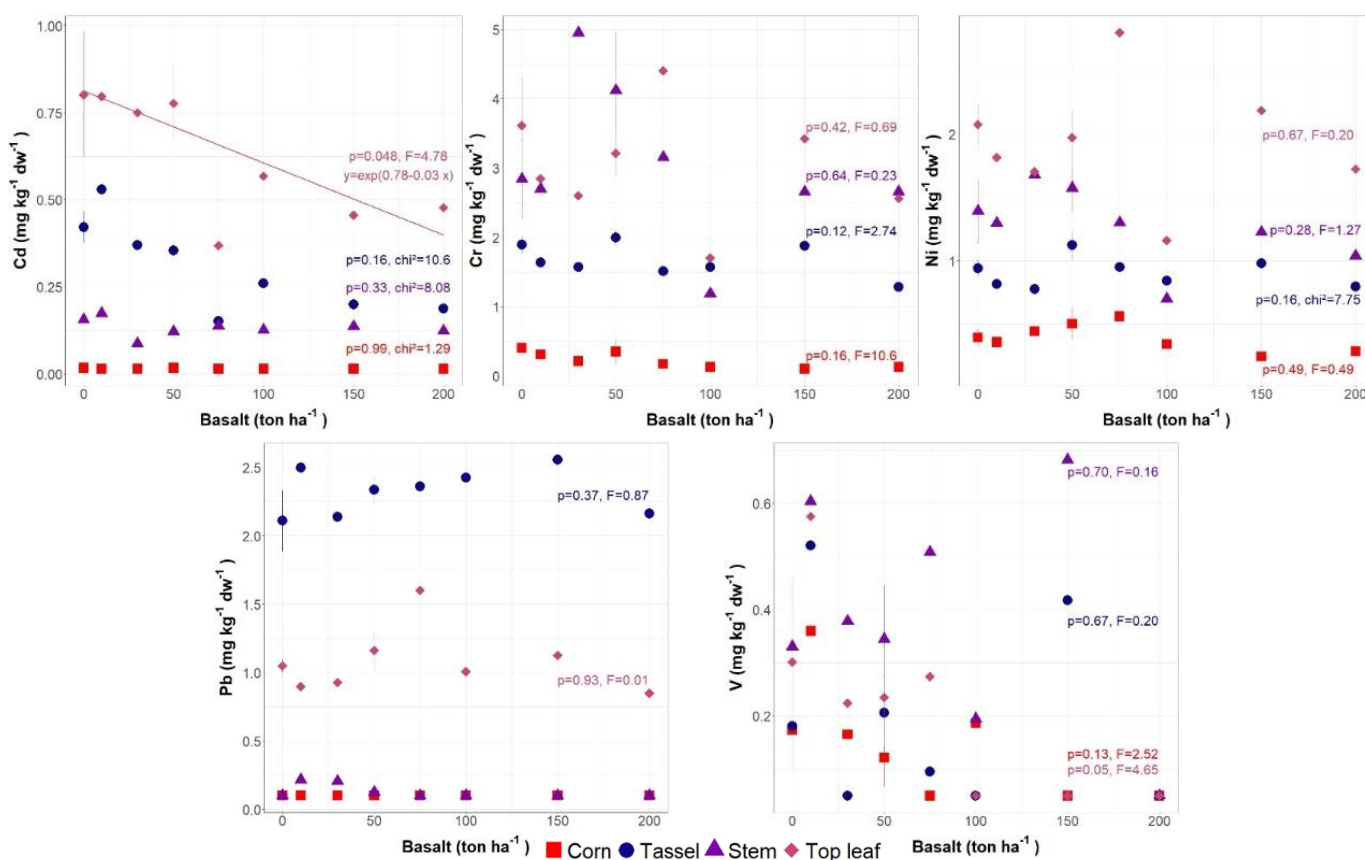 1.00
0.75
0.50
0.25
0.00
Cd (mg kg⁻¹ dw⁻¹)
p=0.048, F=4.78
y=exp(0.78-0.03 x)
p=0.16, chi²=10.6
p=0.33, chi²=8.08
p=0.99, chi²=1.29
0 50 100 150 200
Basalt (ton ha⁻¹)
5
4
3
2
1
0
Cr (mg kg⁻¹ dw⁻¹)
p=0.42, F=0.69
p=0.64, F=0.23
p=0.12, F=2.74
p=0.16, F=10.6
0 50 100 150 200
Basalt (ton ha⁻¹)
2
1
Ni (mg kg⁻¹ dw⁻¹)
p=0.67, F=0.20
p=0.28, F=1.27
p=0.16, chi²=7.75
p=0.49, F=0.49
0 50 100 150 200
Basalt (ton ha⁻¹)
2.5
2.0
1.5
1.0
0.5
0.0
Pb (mg kg⁻¹ dw⁻¹)
p=0.37, F=0.87
p=0.93, F=0.01
0 50 100 150 200
Basalt (ton ha⁻¹)
0.6
0.4
0.2
V (mg kg⁻¹ dw⁻¹)
p=0.70, F=0.16
p=0.67, F=0.20
p=0.13, F=2.52
p=0.05, F=4.65
0 50 100 150 200
Basalt (ton ha⁻¹)
Corn Tassel Stem Top leaf